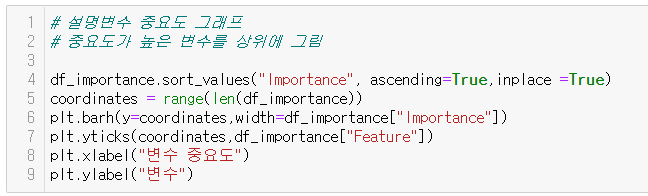 1 # 설명변수 중요도 그래프
2 # 중요도가 높은 변수를 상위에 그림
3
4 df_importance.sort_values("Importance", ascending=True,inplace =True)
5 coordinates = range(len(df_importance))
6 plt.barh(y=coordinates,width=df_importance["Importance"])
7 plt.yticks(coordinates,df_importance["Feature"])
8 plt.xlabel("변수 중요도")
9 plt.ylabel("변수")